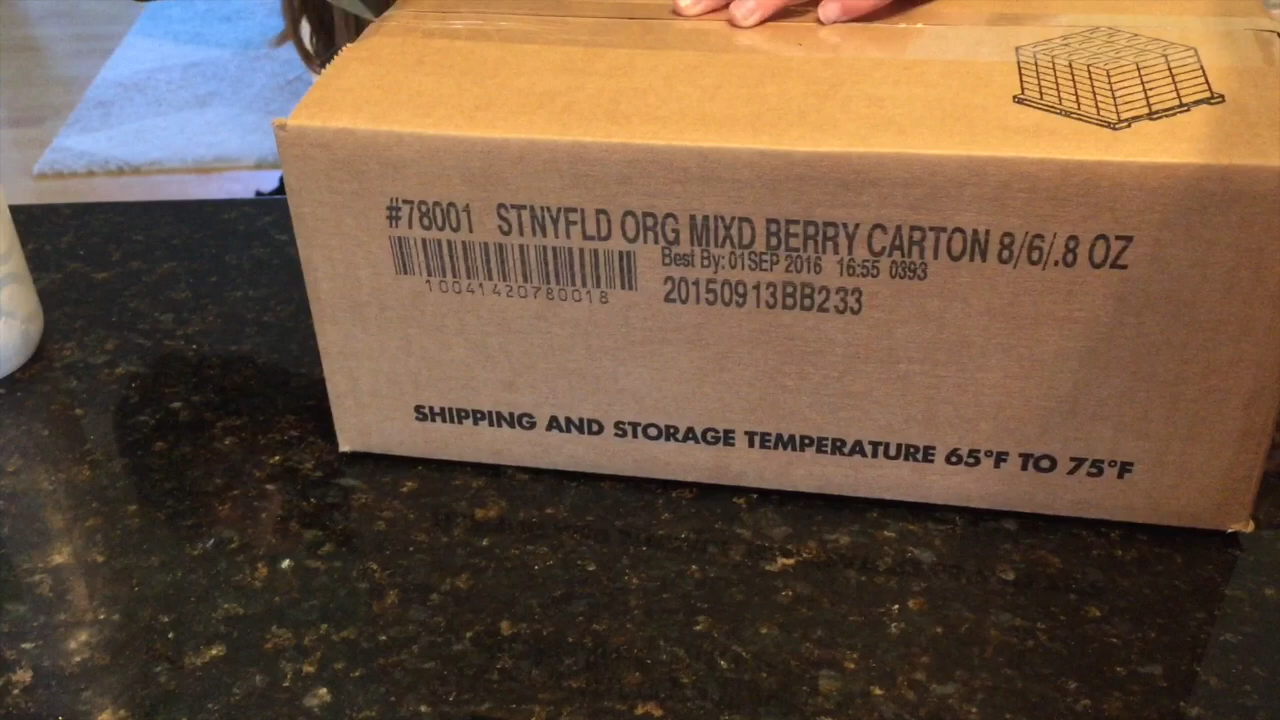 #78001 STNYFLD ORG MIXD BERRY CARTON 8/6/.8 OZ
Best By: 01SEP 2016 16:55 0393
10041420780018
20150913BB233
SHIPPING AND STORAGE TEMPERATURE 65°F TO 75°F